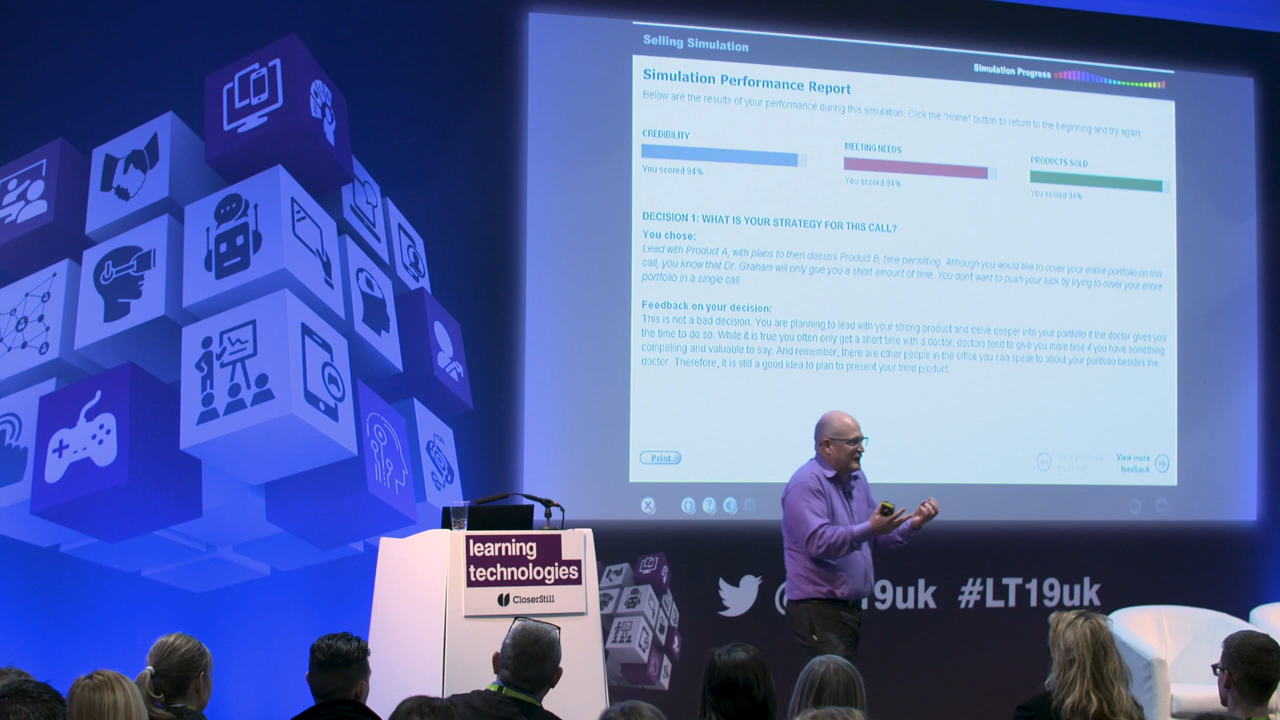 Selling Simulation
Simulation Progress
Simulation Performance Report
Below are the results of your performance during this simulation. Click the "Home" button to return to the beginning and try again.
CREDIBILITY
You scored 94%
MEETING NEEDS
You scored 94%
PRODUCTS SOLD
You scored 94%
DECISION 1: WHAT IS YOUR STRATEGY FOR THIS CALL?
You chose:
Lead with Product A, with plans to then discuss Product B, time permitting. Although you would like to cover your entire portfolio on this
call, you know that Dr. Graham will only give you a short amount of time. You don't want to push your luck by trying to cover your entire
portfolio in a single call.
Feedback on your decision:
This is not a bad decision. You are planning to lead with your strong product and delve deeper into your portfolio if the doctor gives you
the time to do so. While it is true you often only get a short time with a doctor, doctors tend to give you more time if you have something
compelling and valuable to say. And remember, there are other people in the office you can speak to about your portfolio besides the
doctor. Therefore, it is still a good idea to plan to present your third product.
Print
View more
feedback
learning
technologies
CloserStill
@ 19uk #LT19uk